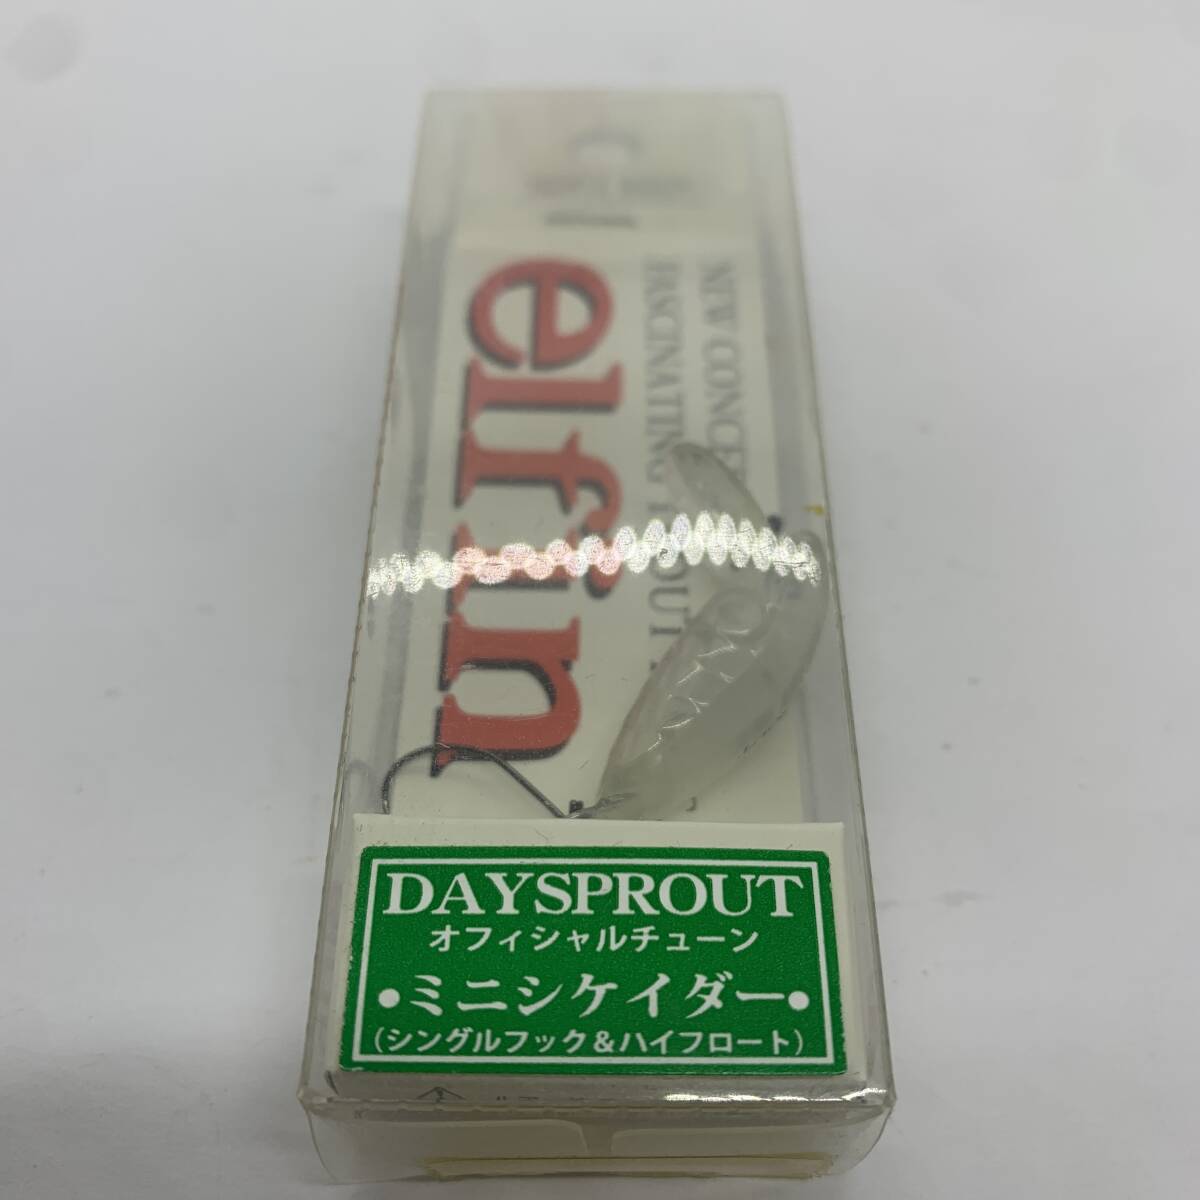 elfin
NEW CONCE
FASCINATING
DAYSPROUT
オフィシャルチューン
•ミニシケイダー•
(シングルフック&ハイフロート)